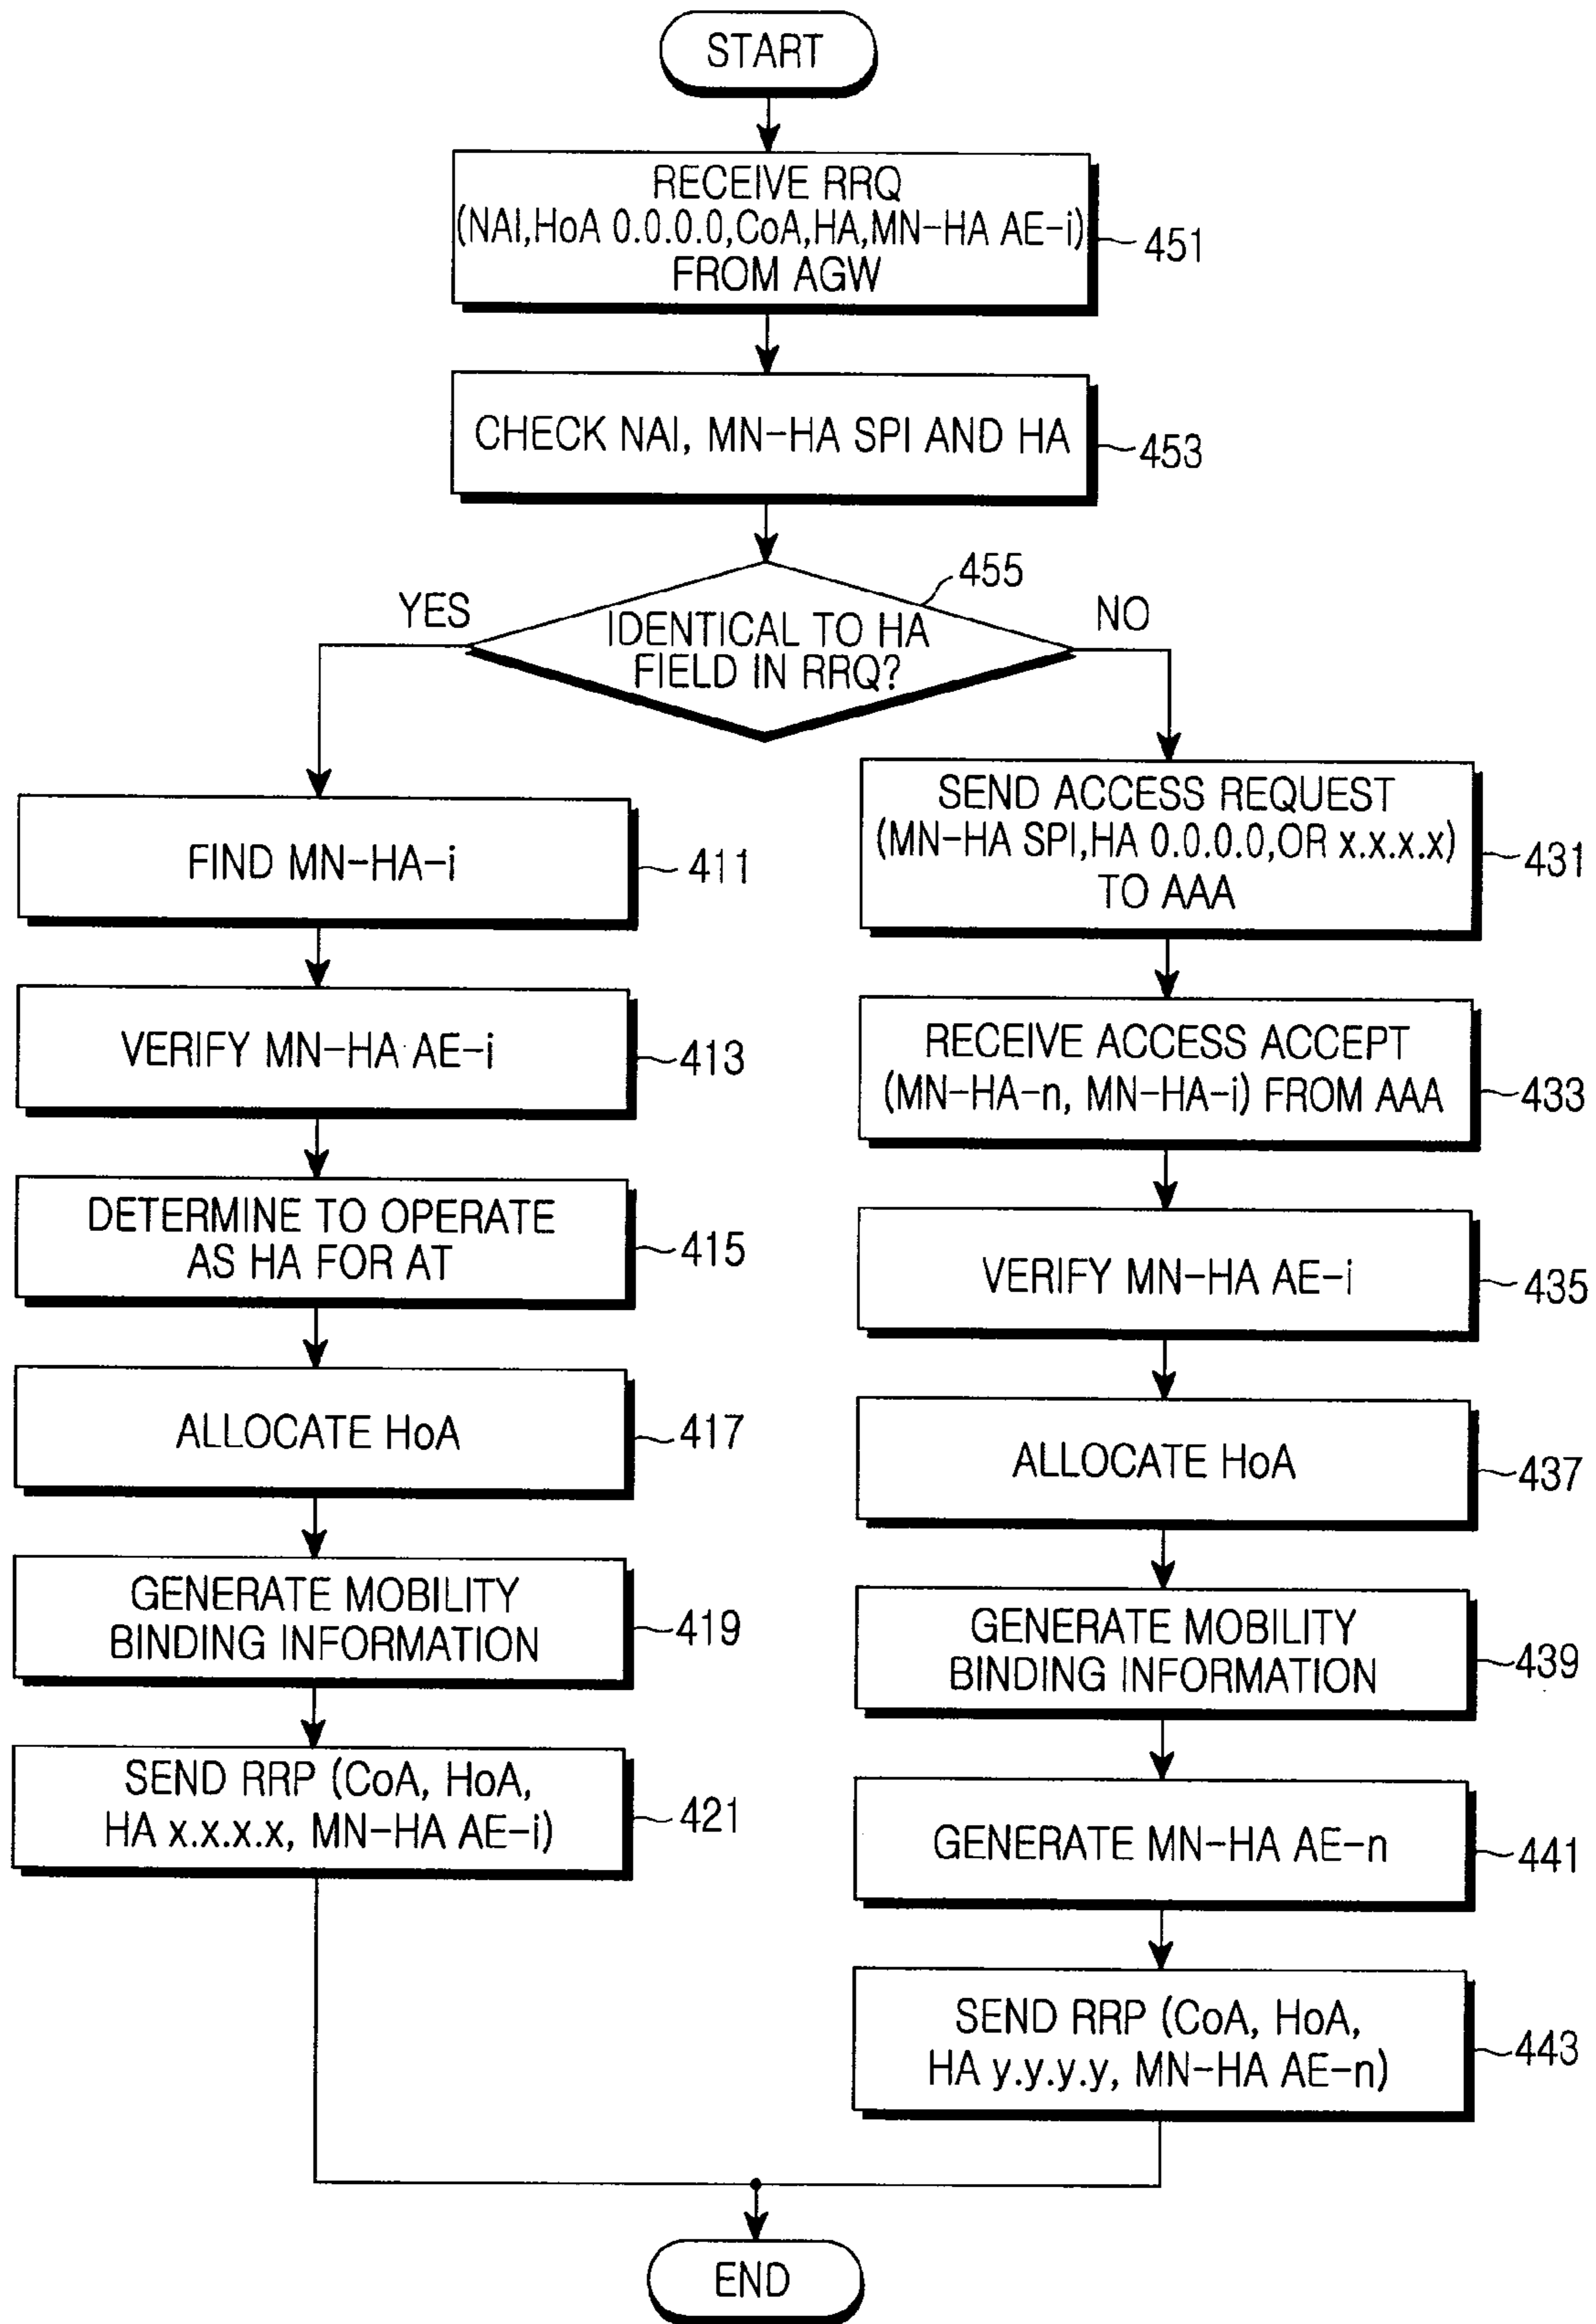 START
RECEIVE RRQ
(NAI,HoA 0.0.0.0,CoA,HA,MN-HA AE-i)
FROM AGW
451
CHECK NAI, MN-HA SPI AND HA
453
455
YES
NO
IDENTICAL TO HA
FIELD IN RRQ?
FIND MN-HA-i
411
VERIFY MN-HA AE-i
413
DETERMINE TO OPERATE
AS HA FOR AT
415
ALLOCATE HoA
417
GENERATE MOBILITY
BINDING INFORMATION
419
SEND RRP (CoA, HoA,
HA x.x.x.x, MN-HA AE-i)
421
SEND ACCESS REQUEST
(MN-HA SPI,HA 0.0.0.0,OR x.x.x.x)
TO AAA
431
RECEIVE ACCESS ACCEPT
(MN-HA-n, MN-HA-i) FROM AAA
433
VERIFY MN-HA AE-i
435
ALLOCATE HoA
437
GENERATE MOBILITY
BINDING INFORMATION
439
GENERATE MN-HA AE-n
441
SEND RRP (CoA, HoA,
HA y.y.y.y, MN-HA AE-n)
443
END